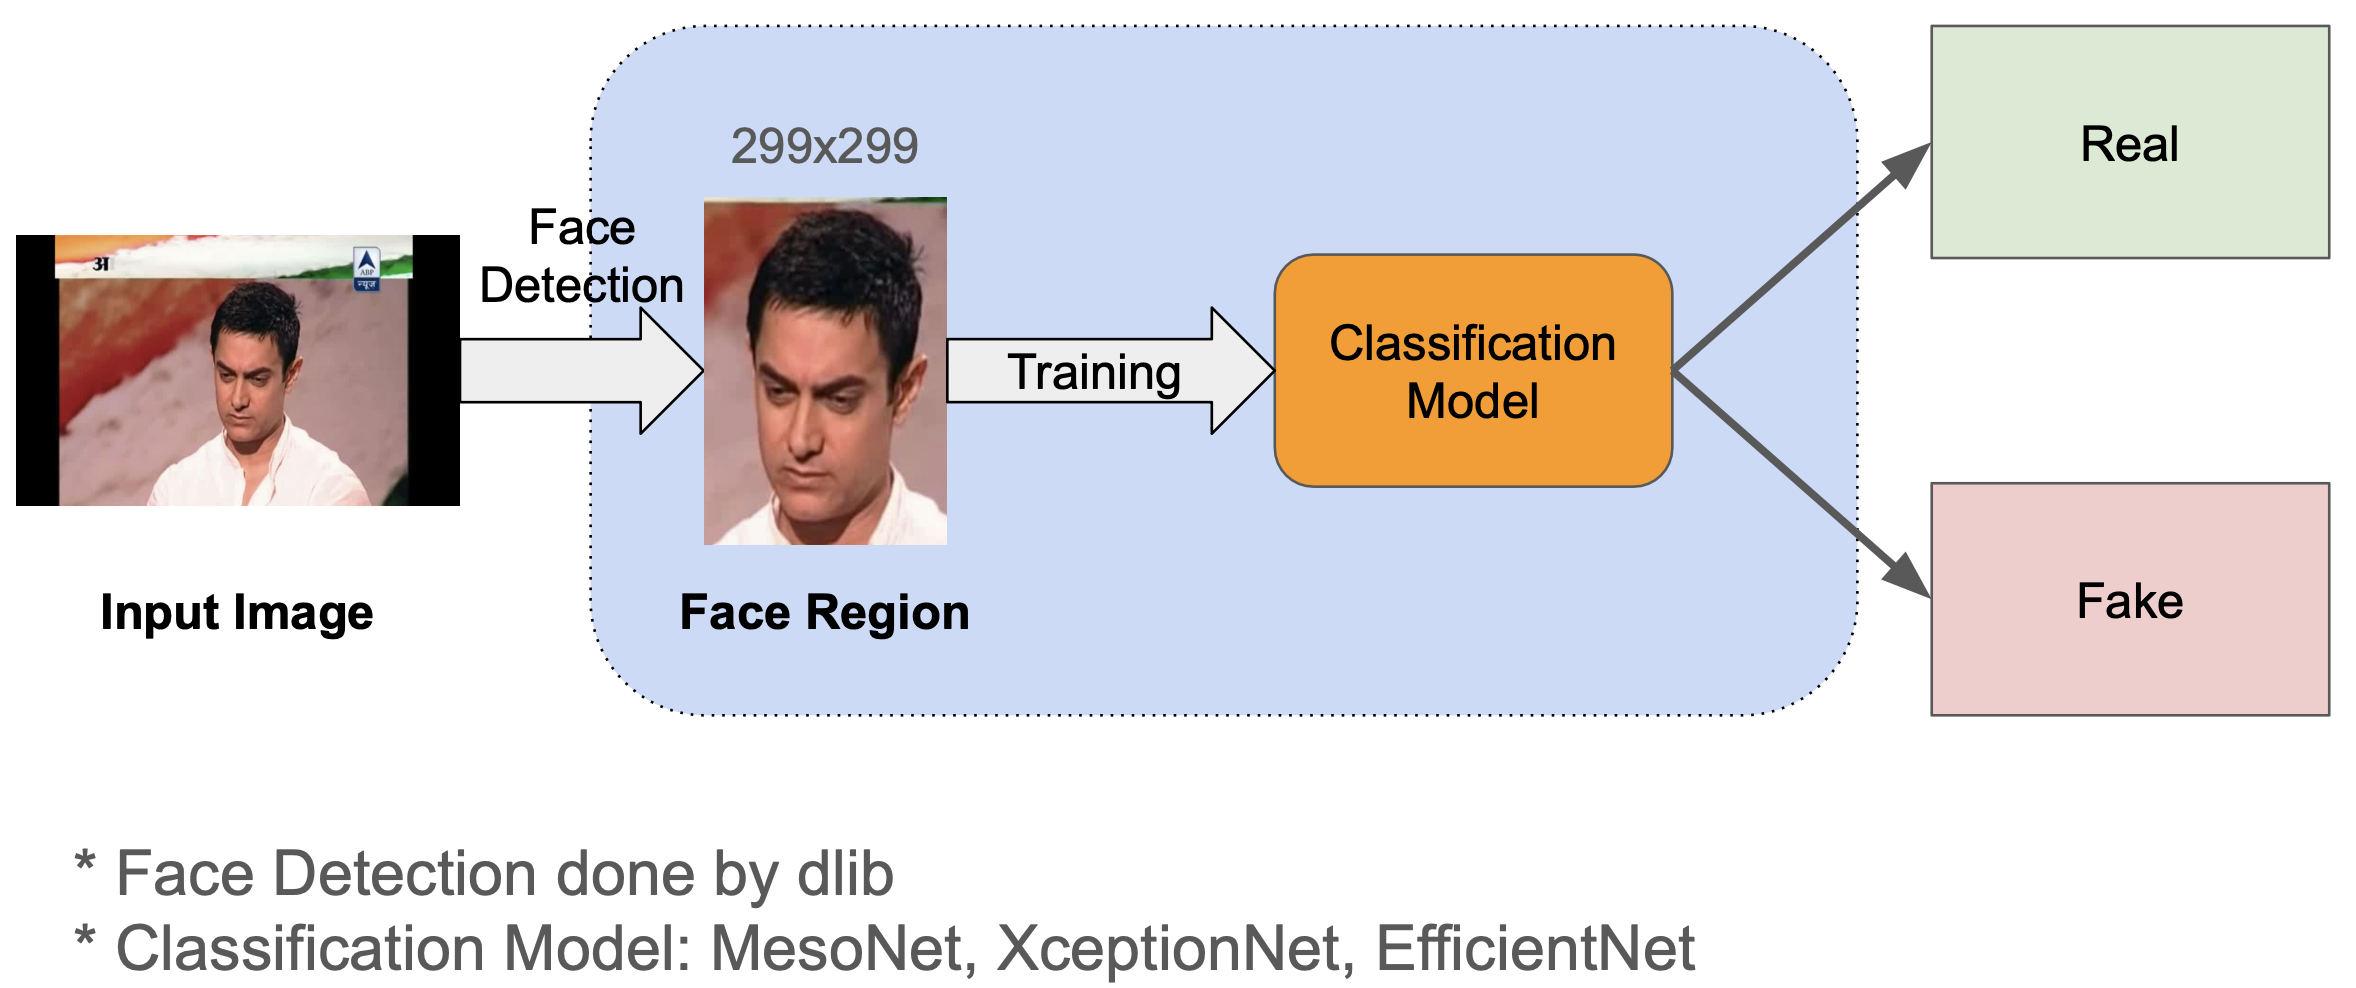 299x299
Face
Detection
अ
ABP
न्यूज़
Training
Classification
Model
Real
Fake
Input Image
Face Region
* Face Detection done by dlib
* Classification Model: MesoNet, XceptionNet, EfficientNet